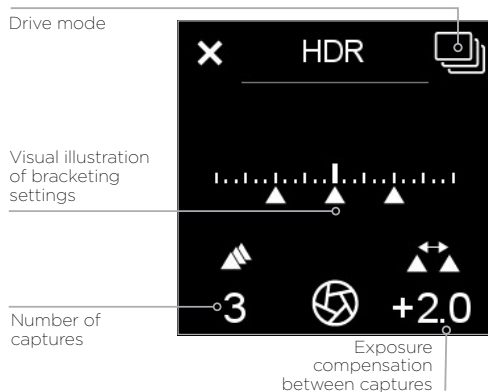 Drive mode
HDR
Visual illustration
of bracketing
settings
3
+2.0
Number of
captures
Exposure
compensation
between captures